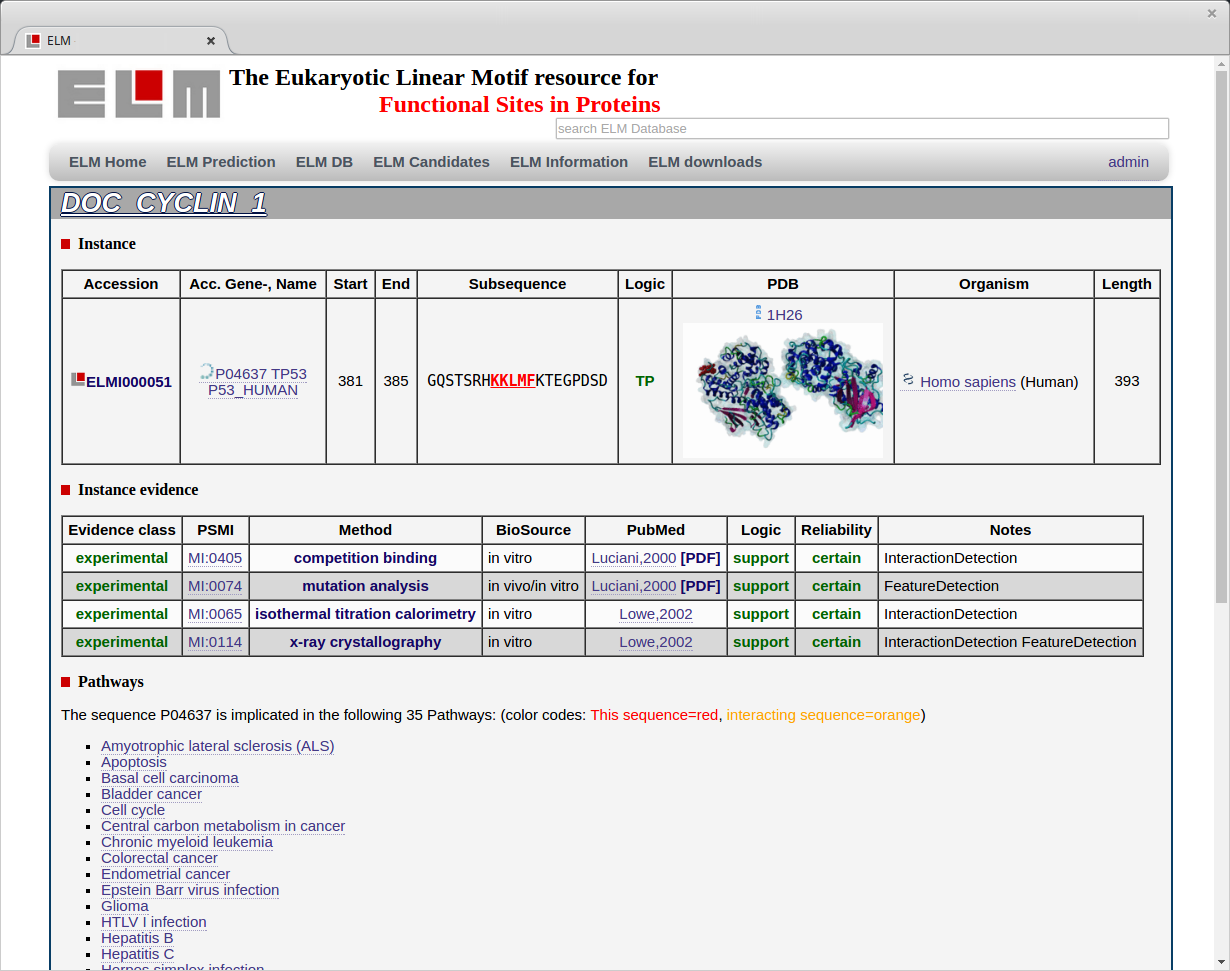 ELM
ELM
The Eukaryotic Linear Motif resource for
Functional Sites in Proteins
search ELM Database
ELM Home ELM Prediction ELM DB ELM Candidates ELM Information ELM downloads admin
DOC_CYCLIN_1
Instance
Accession Acc. Gene-, Name Start End Subsequence Logic PDB Organism Length
PDB 1H26
ELMI000051 P04637 TP53 381 385 GQSTSRHKKLMFKTEGPDSD TP Homo sapiens (Human) 393
P53_HUMAN
Instance evidence
Evidence class PSMI Method BioSource PubMed Logic Reliability Notes
experimental MI:0405 competition binding in vitro Luciani,2000 [PDF] support certain InteractionDetection
experimental MI:0074 mutation analysis in vivo/in vitro Luciani,2000 [PDF] support certain FeatureDetection
experimental MI:0065 isothermal titration calorimetry in vitro Lowe,2002 support certain InteractionDetection
experimental MI:0114 x-ray crystallography in vitro Lowe,2002 support certain InteractionDetection FeatureDetection
Pathways
The sequence P04637 is implicated in the following 35 Pathways: (color codes: This sequence=red, interacting sequence=orange)
Amyotrophic lateral sclerosis (ALS)
Apoptosis
Basal cell carcinoma
Bladder cancer
Cell cycle
Central carbon metabolism in cancer
Chronic myeloid leukemia
Colorectal cancer
Endometrial cancer
Epstein Barr virus infection
Glioma
HTLV I infection
Hepatitis B
Hepatitis C
Herpes simplex infection